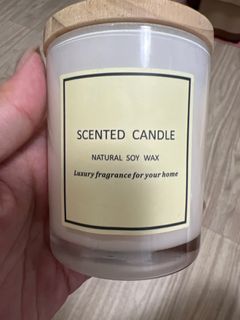 SCENTED CANDLE
NATURAL SOY WAX
Luxury fragrance for your home